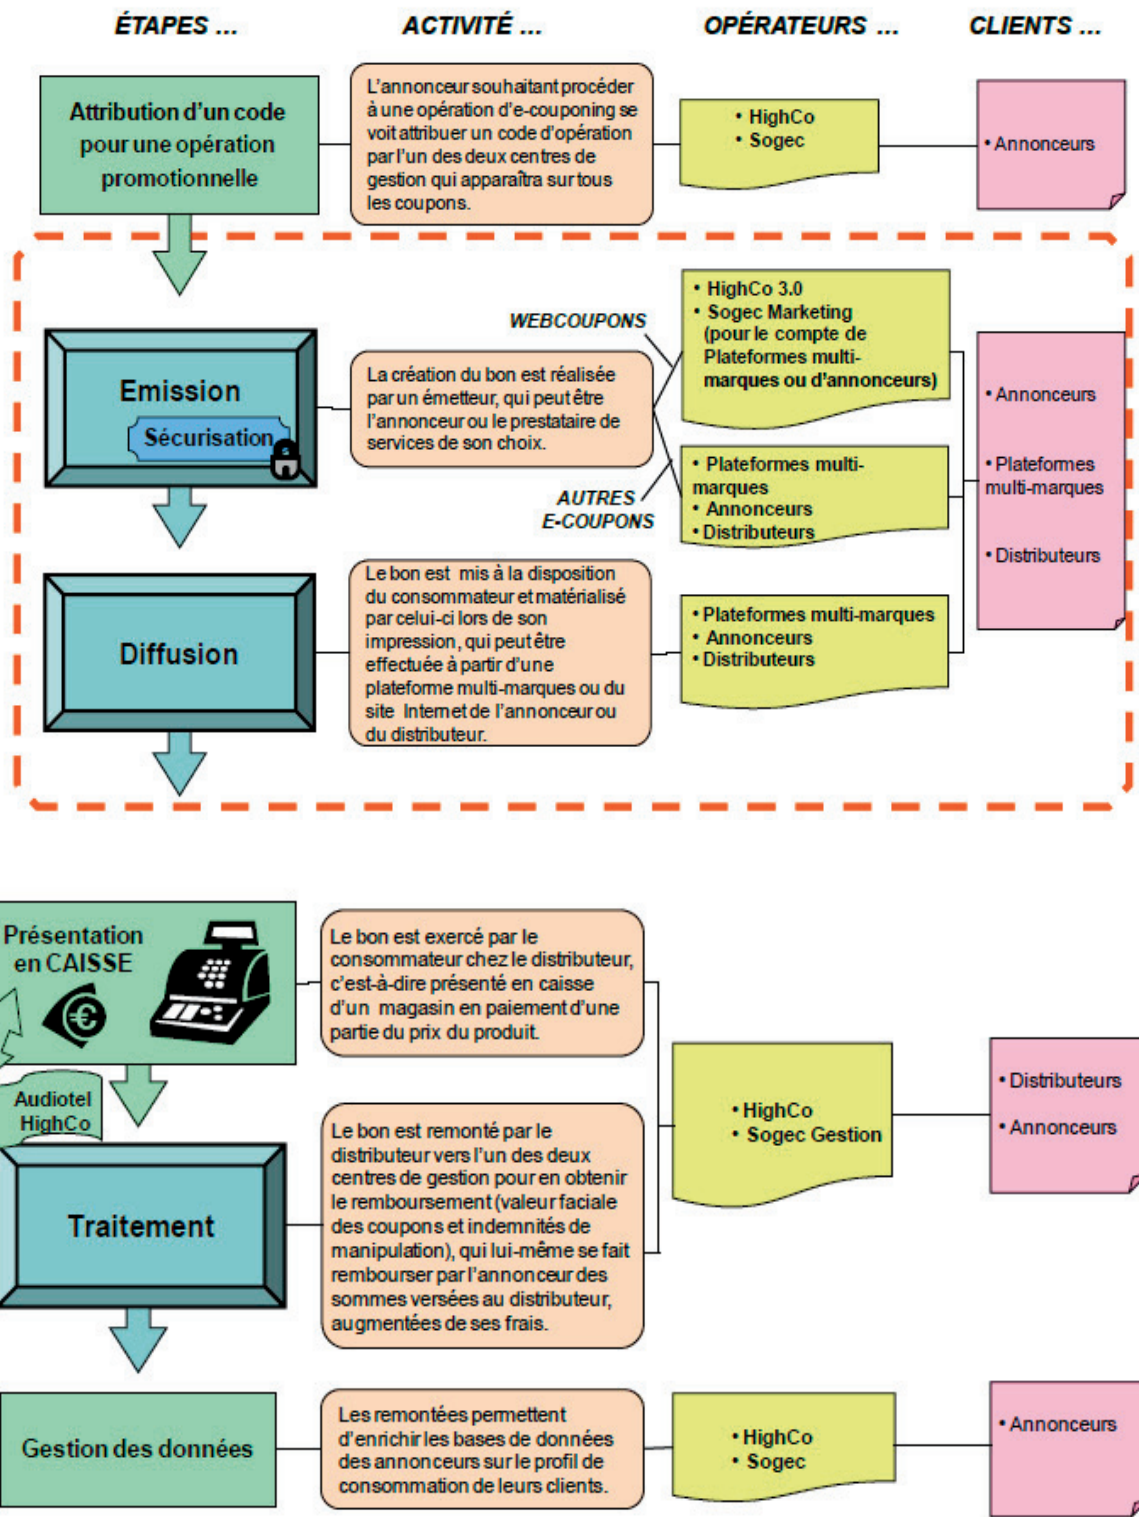 ÉTAPES ...
ACTIVITÉ ...
OPÉRATEURS ...
CLIENTS ...
Attribution d'un code
pour une opération
promotionnelle
L'annonceur souhaitant procéder
à une opération d'e-couponing se
voit attribuer un code d'opération
par l'un des deux centres de
gestion qui apparaîtra sur tous
les coupons.
• HighCo
• Sogec
• Annonceurs
Emission
Sécurisation
La création du bon est réalisée
par un émetteur, qui peut être
l'annonceur ou le prestataire de
services de son choix.
WEBCOUPONS
AUTRES
E-COUPONS
• HighCo 3.0
• Sogec Marketing
(pour le compte de
Plateformes multi-
marques ou d'annonceurs)
• Plateformes multi-
marques
• Annonceurs
• Distributeurs
• Annonceurs
• Plateformes
multi-marques
• Distributeurs
Diffusion
Le bon est mis à la disposition
du consommateur et matérialisé
par celui-ci lors de son
impression, qui peut être
effectuée à partir d'une
plateforme multi-marques ou du
site Internet de l'annonceur ou
du distributeur.
• Plateformes multi-marques
• Annonceurs
• Distributeurs
Présentation
en CAISSE
€
Le bon est exercé par le
consommateur chez le distributeur,
c'est-à-dire présenté en caisse
d'un magasin en paiement d'une
partie du prix du produit.
Audiotel
HighCo
Traitement
Le bon est remonté par le
distributeur vers l'un des deux
centres de gestion pour en obtenir
le remboursement (valeur faciale
des coupons et indemnités de
manipulation), qui lui-même se fait
rembourser par l'annonceur des
sommes versées au distributeur,
augmentées de ses frais.
• HighCo
• Sogec Gestion
• Distributeurs
• Annonceurs
Gestion des données
Les remontées permettent
d'enrichir les bases de données
des annonceurs sur le profil de
consommation de leurs clients.
• HighCo
• Sogec
• Annonceurs